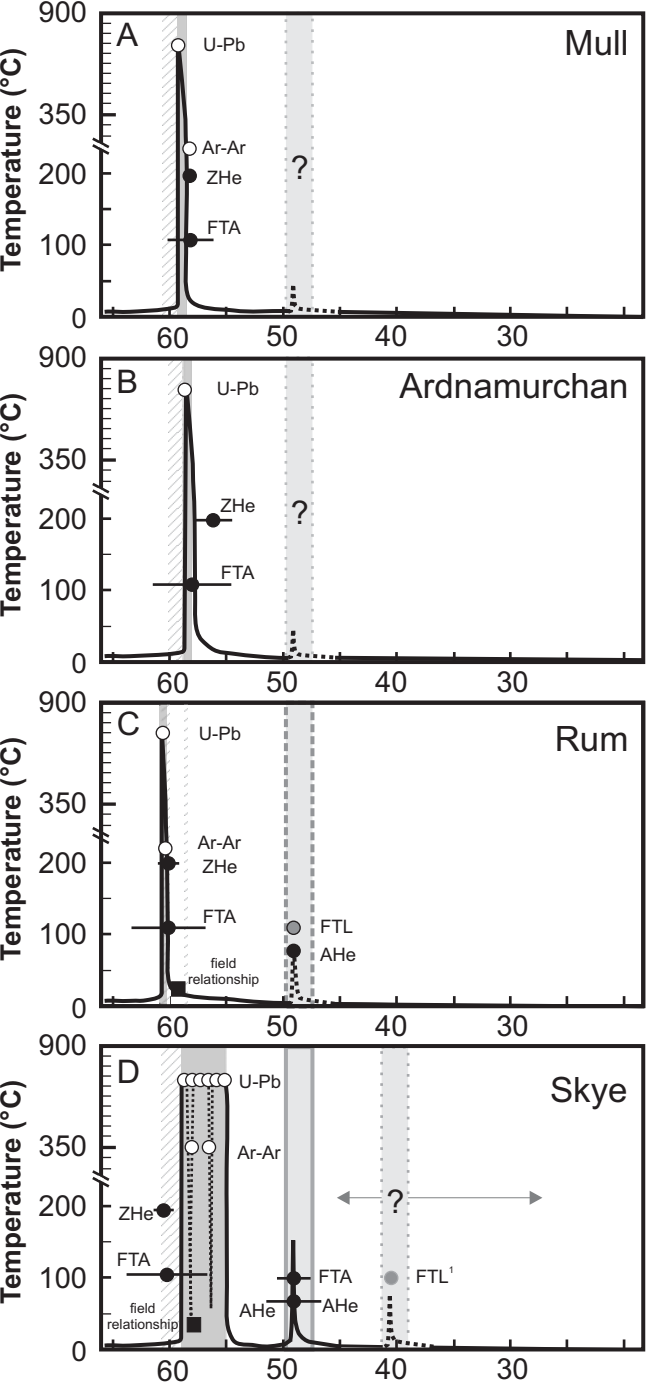 900
A
U-Pb
Mull
Temperature (°C)
350
Ar-Ar
ZHe
?
200
FTA
100
0
60
50
40
30
900
B
U-Pb
Ardnamurchan
Temperature (°C)
350
ZHe
?
200
FTA
100
0
60
50
40
30
900
C
U-Pb
Rum
Temperature (°C)
350
Ar-Ar
ZHe
200
FTA
FTL
100
AHe
field
relationship
0
60
50
40
30
900
D
U-Pb
Skye
Temperature (°C)
350
Ar-Ar
?
200
ZHe
FTA
FTA
FTL¹
100
AHe
AHe
field
relationship
0
60
50
40
30